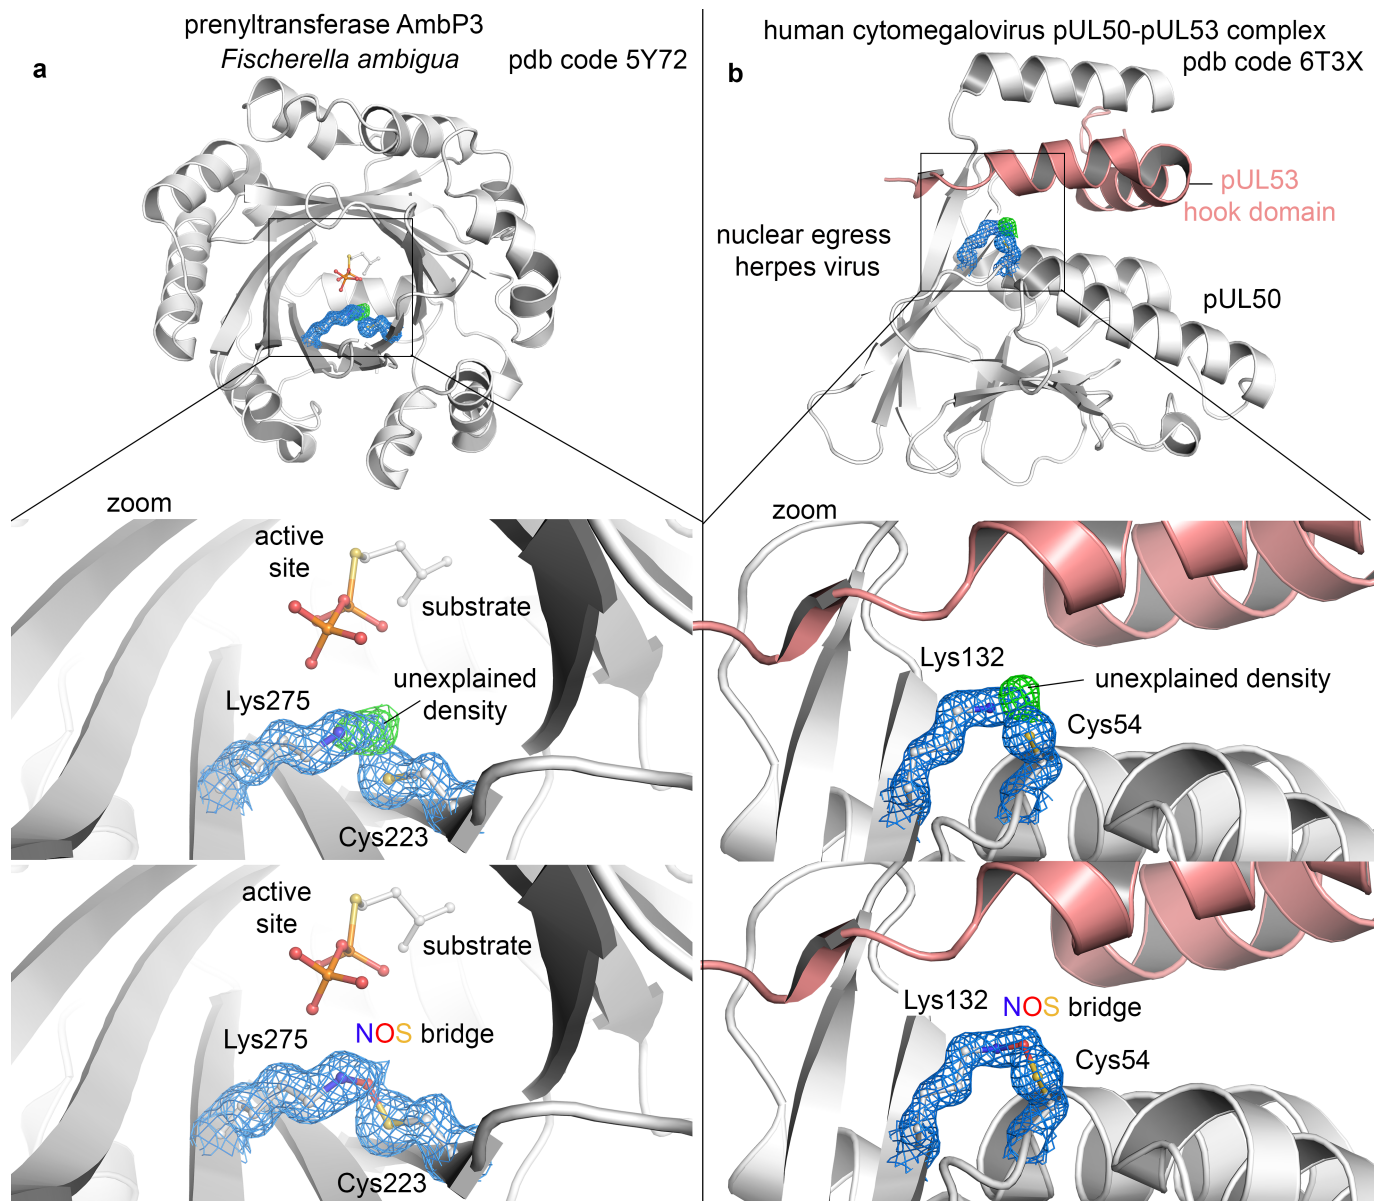 prenyltransferase AmbP3
Fischerella ambigua
pdb code 5Y72
a
zoom
active
site
substrate
unexplained
density
Lys275
Cys223
active
site
substrate
NOS bridge
Lys275
Cys223
human cytomegalovirus pUL50-pUL53 complex
pdb code 6T3X
b
pUL53
hook domain
nuclear egress
herpes virus
pUL50
zoom
Lys132
unexplained density
Cys54
Lys132
NOS bridge
Cys54